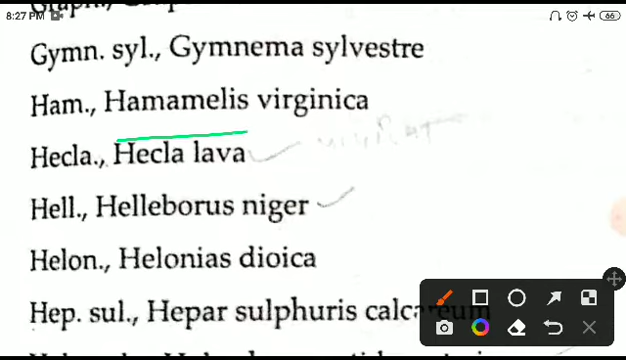 8:27 PM 66
Gymn. syl., Gymnema sylvestre
Ham., Hamamelis virginica
Hecla., Hecla lava
Hell., Helleborus niger
Helon., Helonias dioica
Hep. sul., Hepar sulphuris calcareum